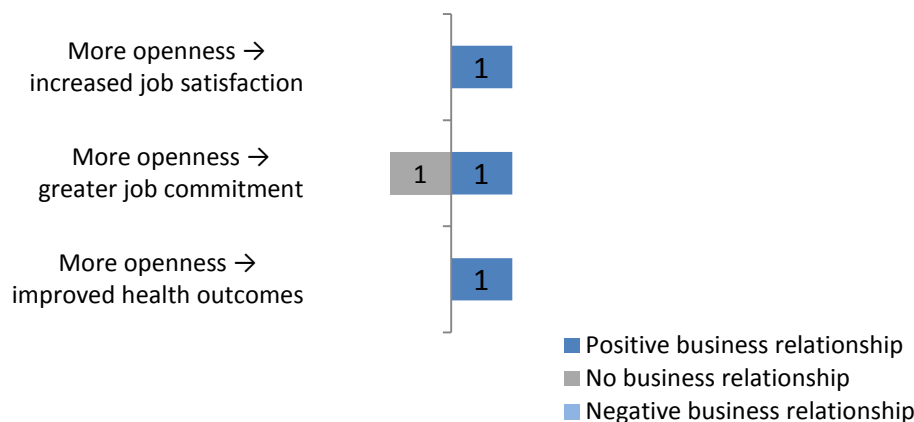 More openness →
increased job satisfaction
1
More openness →
greater job commitment
1 1
More openness →
improved health outcomes
1
Positive business relationship
No business relationship
Negative business relationship